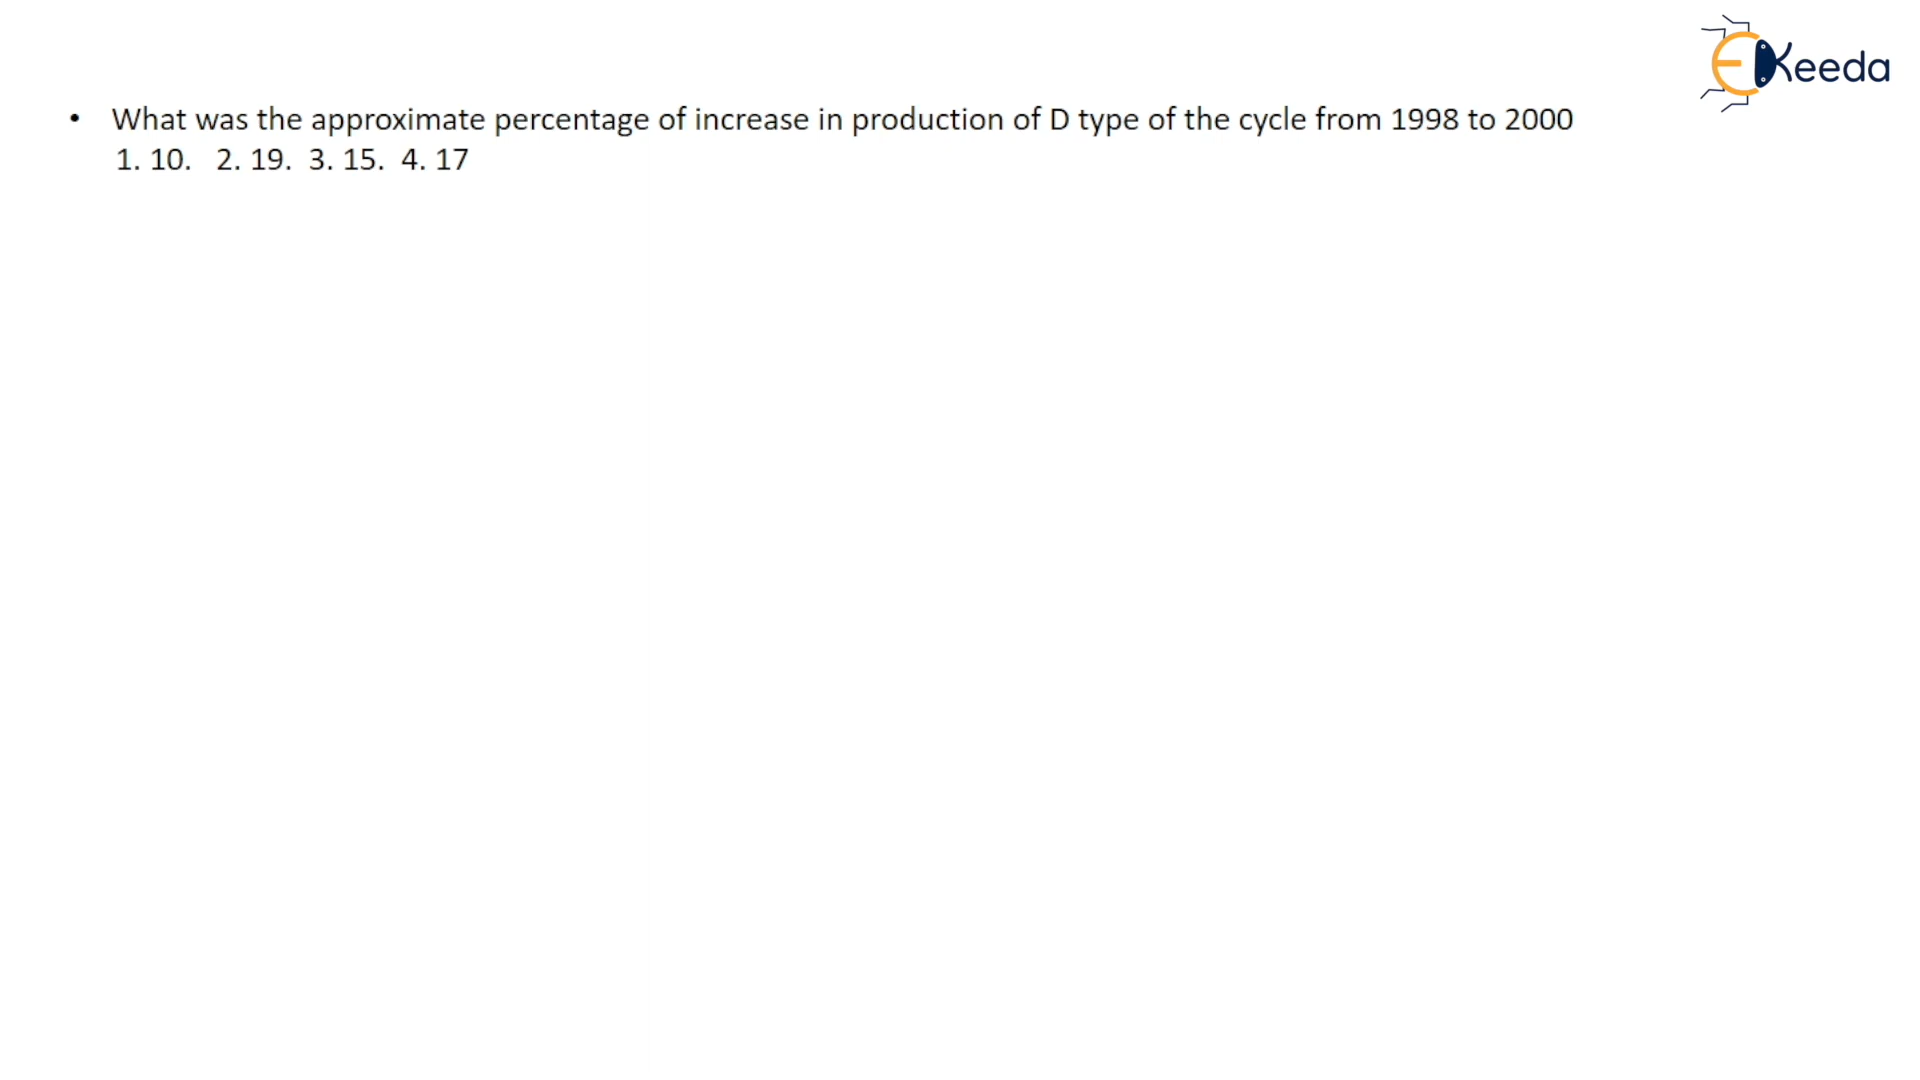 EKeeda
• What was the approximate percentage of increase in production of D type of the cycle from 1998 to 2000
1. 10. 2. 19. 3. 15. 4. 17